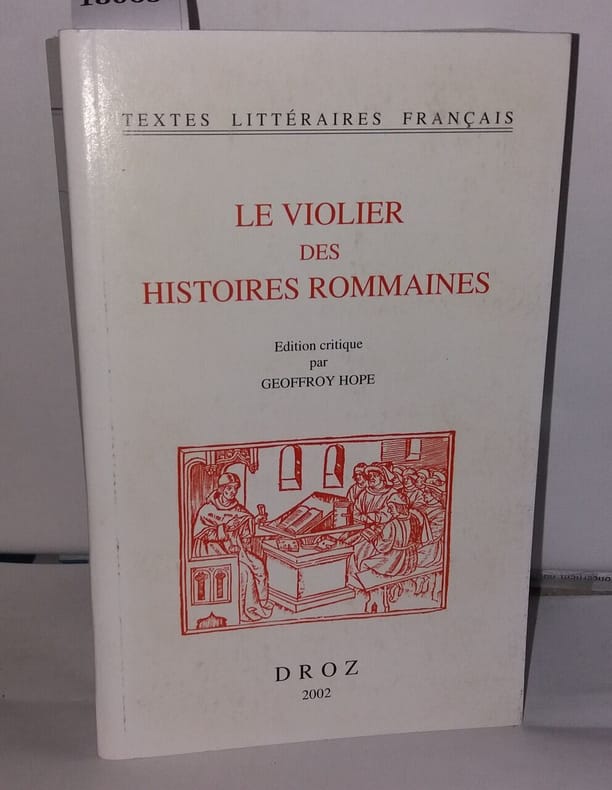 TEXTES LITTÉRAIRES FRANÇAIS
LE VIOLIER
DES
HISTOIRES ROMMAINES
Edition critique
par
GEOFFROY HOPE
DROZ
2002